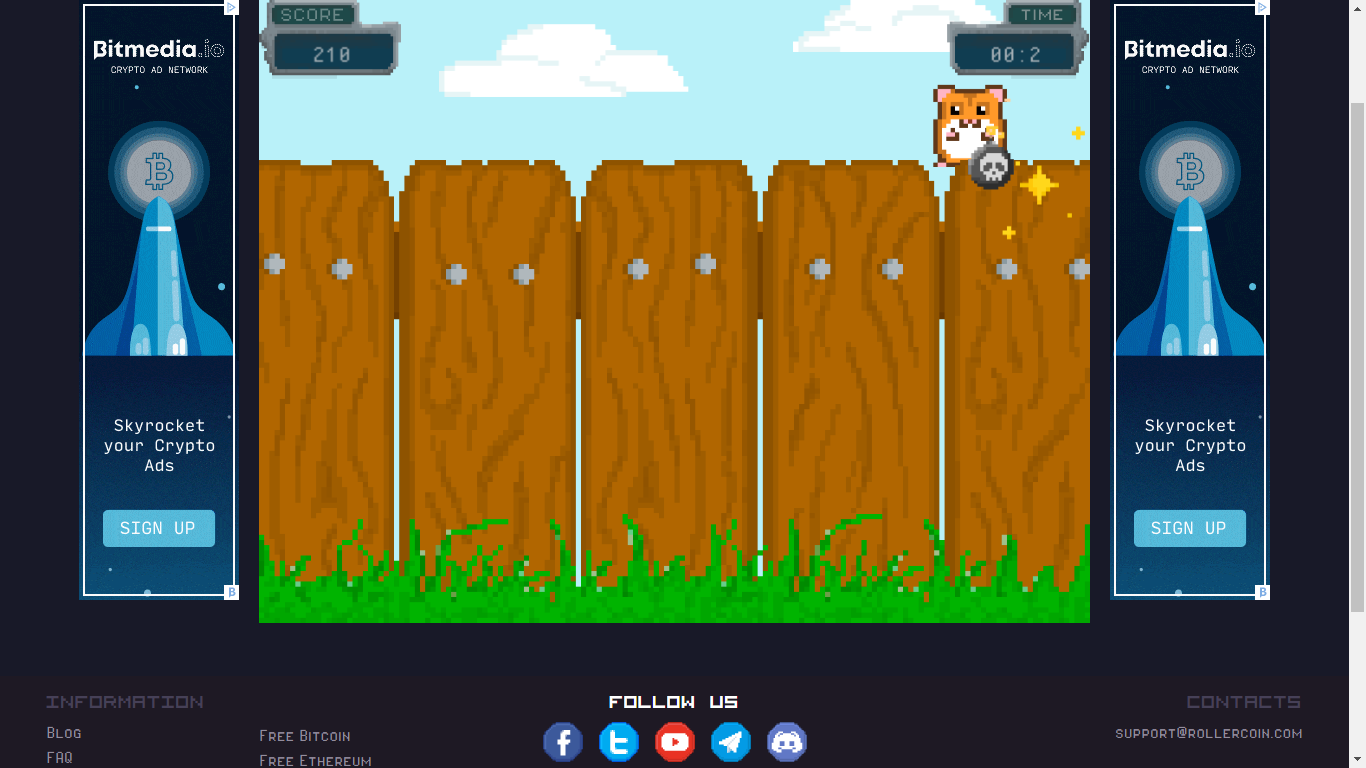 SCORE
210
TIME
00:2
Bitmedia.io
CRYPTO AD NETWORK
Skyrocket
your Crypto
Ads
SIGN UP
Bitmedia.io
CRYPTO AD NETWORK
Skyrocket
your Crypto
Ads
SIGN UP
INFORMATION
Blog
FAQ
Free Bitcoin
Free Ethereum
FOLLOW US
CONTACTS
support@rollercoin.com